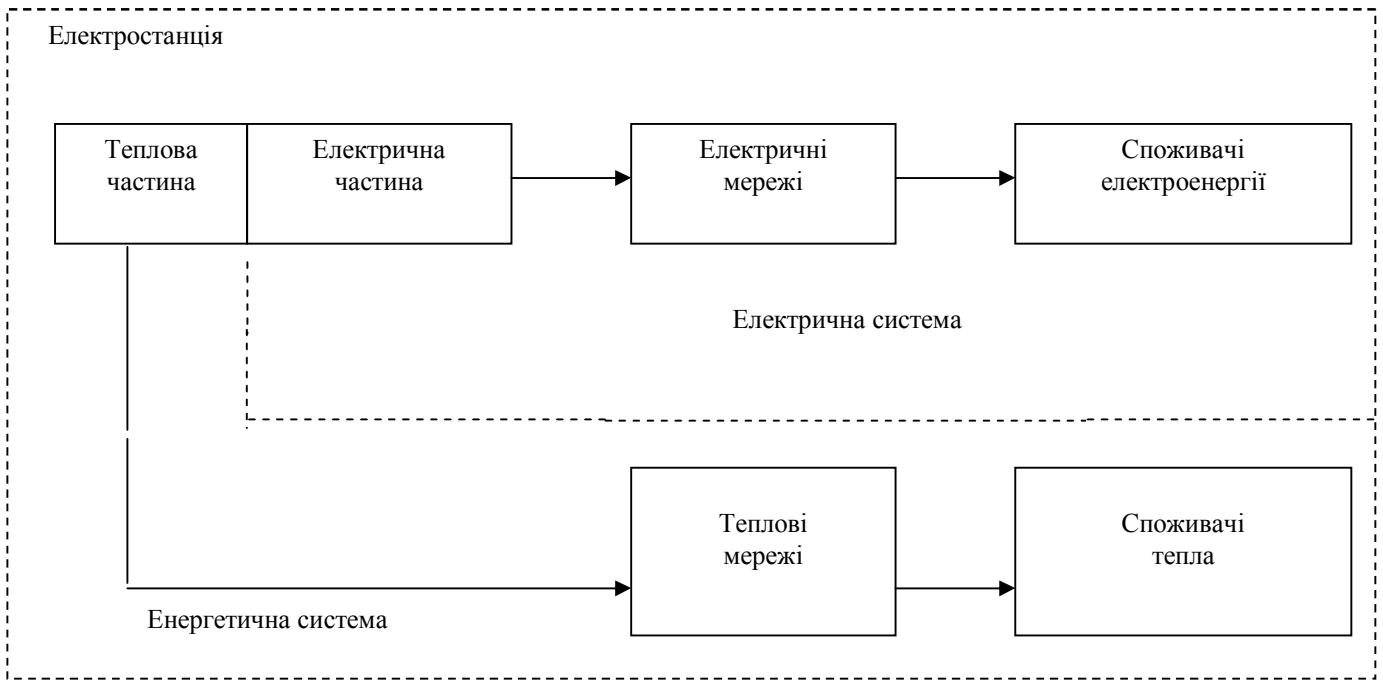 Електростанція
Теплова
частина
Електрична
частина
Електричні
мережі
Споживачі
електроенергії
Електрична система
Теплові
мережі
Споживачі
тепла
Енергетична система